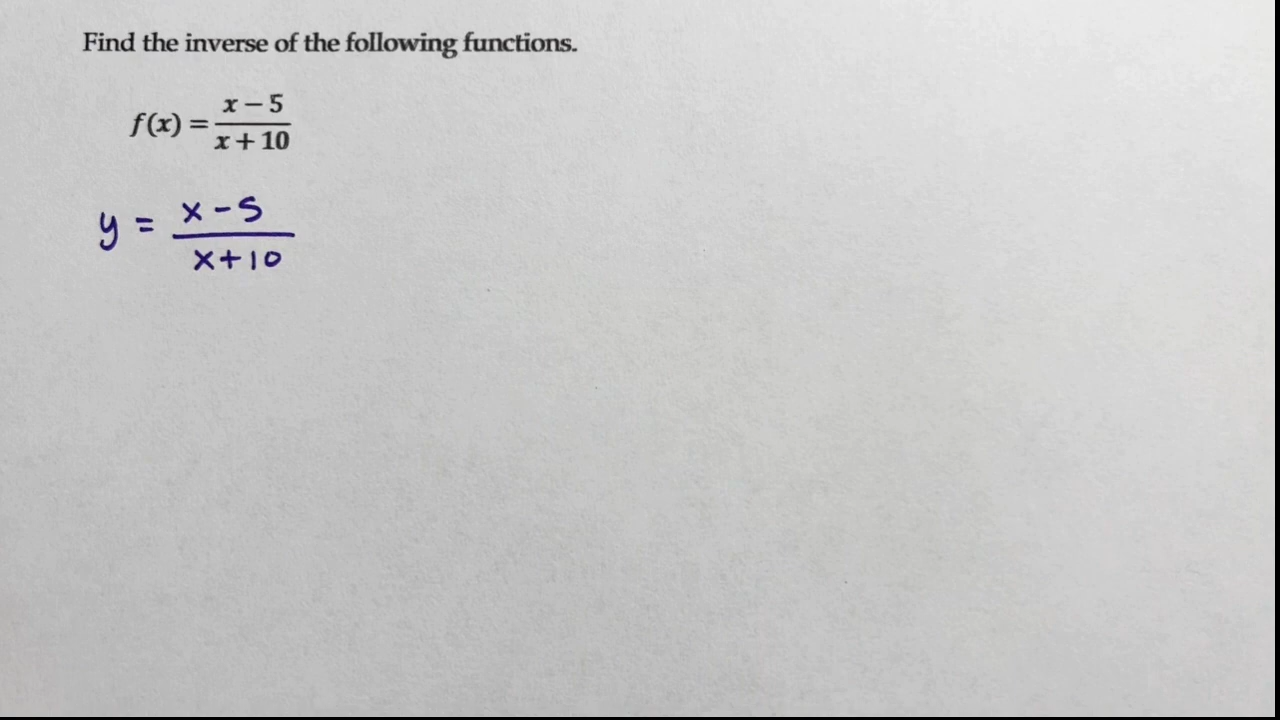 Find the inverse of the following functions.
f(x) = x − 5 / x + 10
y = x - 5 / x + 10